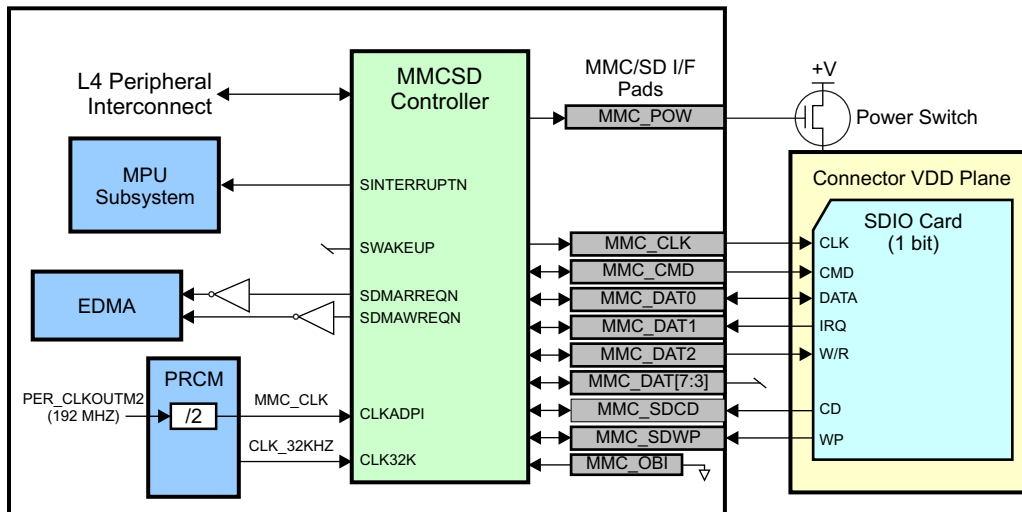 L4 Peripheral
Interconnect
MMCSD
Controller
MMC/SD I/F
Pads
+V
MMC_POW
Power Switch
MPU
Subsystem
SINTERRUPTN
Connector VDD Plane
SDIO Card
(1 bit)
SWAKEUP
MMC_CLK
CLK
MMC_CMD
CMD
EDMA
SDMARREQN
MMC_DAT0
DATA
SDMAWREQN
MMC_DAT1
IRQ
MMC_DAT2
W/R
PRCM
MMC_DAT[7:3]
PER_CLKOUTM2
(192 MHZ)
/2
MMC_CLK
CLKADPI
MMC_SDCD
CD
MMC_SDWP
WP
CLK_32KHZ
CLK32K
MMC_OBI